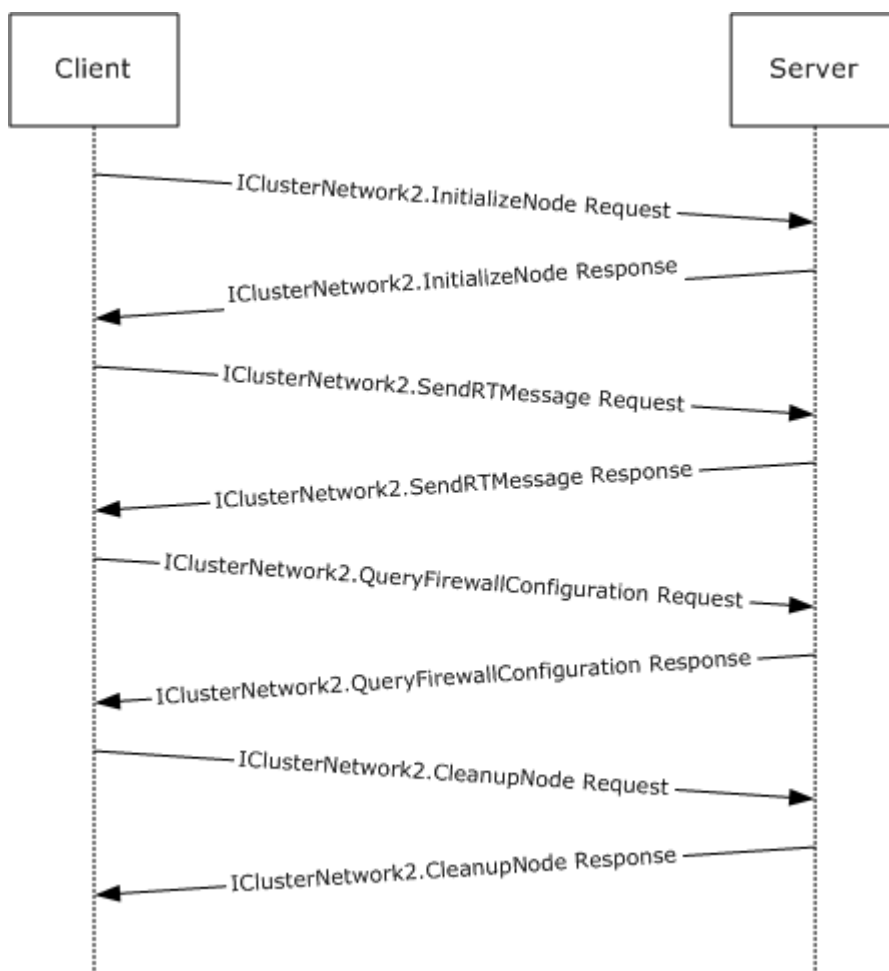 Client
Server
IClusterNetwork2.InitializeNode Request
IClusterNetwork2.InitializeNode Response
IClusterNetwork2.SendRTMessage Request
IClusterNetwork2.SendRTMessage Response
IClusterNetwork2.QueryFirewallConfiguration Request
IClusterNetwork2.QueryFirewallConfiguration Response
IClusterNetwork2.CleanupNode Request
IClusterNetwork2.CleanupNode Response